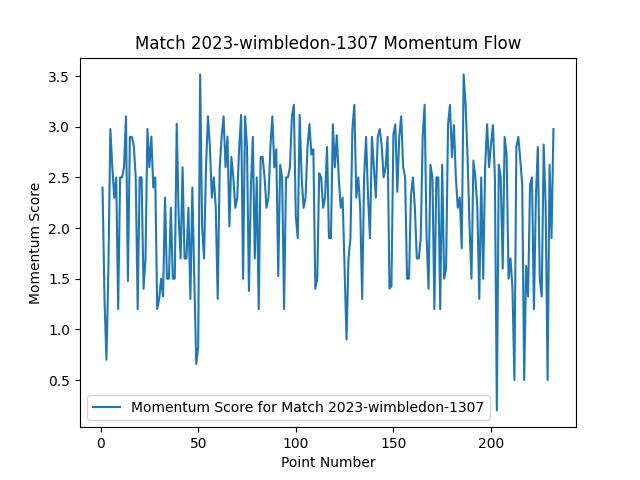 Match 2023-wimbledon-1307 Momentum Flow
3.5
3.0
2.5
2.0
1.5
1.0
0.5
Momentum Score
Momentum Score for Match 2023-wimbledon-1307
0 50 100 150 200
Point Number